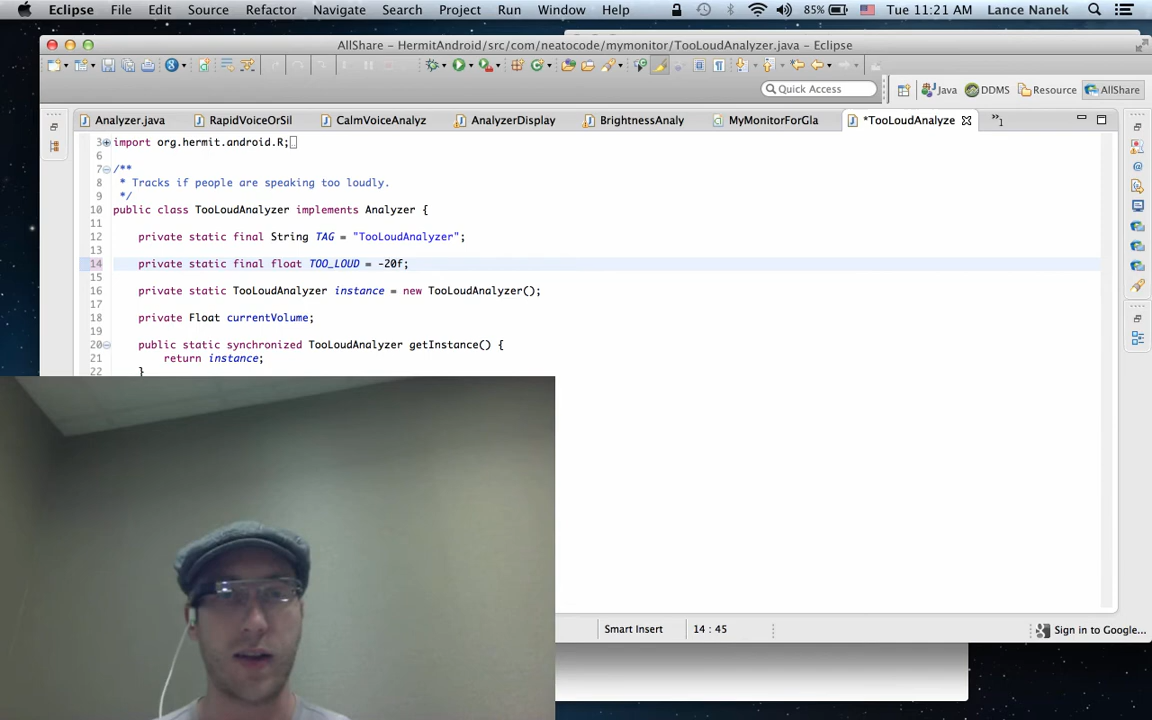 Eclipse File Edit Source Refactor Navigate Search Project Run Window Help 85% Tue 11:21 AM Lance Nanek
AllShare - HermitAndroid/src/com/neatocode/mymonitor/TooLoudAnalyzer.java - Eclipse
Quick Access Java DDMS Resource AllShare
Analyzer.java RapidVoiceOrSil CalmVoiceAnalyz AnalyzerDisplay BrightnessAnaly MyMonitorForGla *TooLoudAnalyze »1
3 import org.hermit.android.R;
6
7 /**
8 * Tracks if people are speaking too loudly.
9 */
10 public class TooLoudAnalyzer implements Analyzer {
11
12 private static final String TAG = "TooLoudAnalyzer";
13
14 private static final float TOO_LOUD = -20f;
15
16 private static TooLoudAnalyzer instance = new TooLoudAnalyzer();
17
18 private Float currentVolume;
19
20 public static synchronized TooLoudAnalyzer getInstance() {
21 return instance;
22 }
Smart Insert 14 : 45 Sign in to Google...